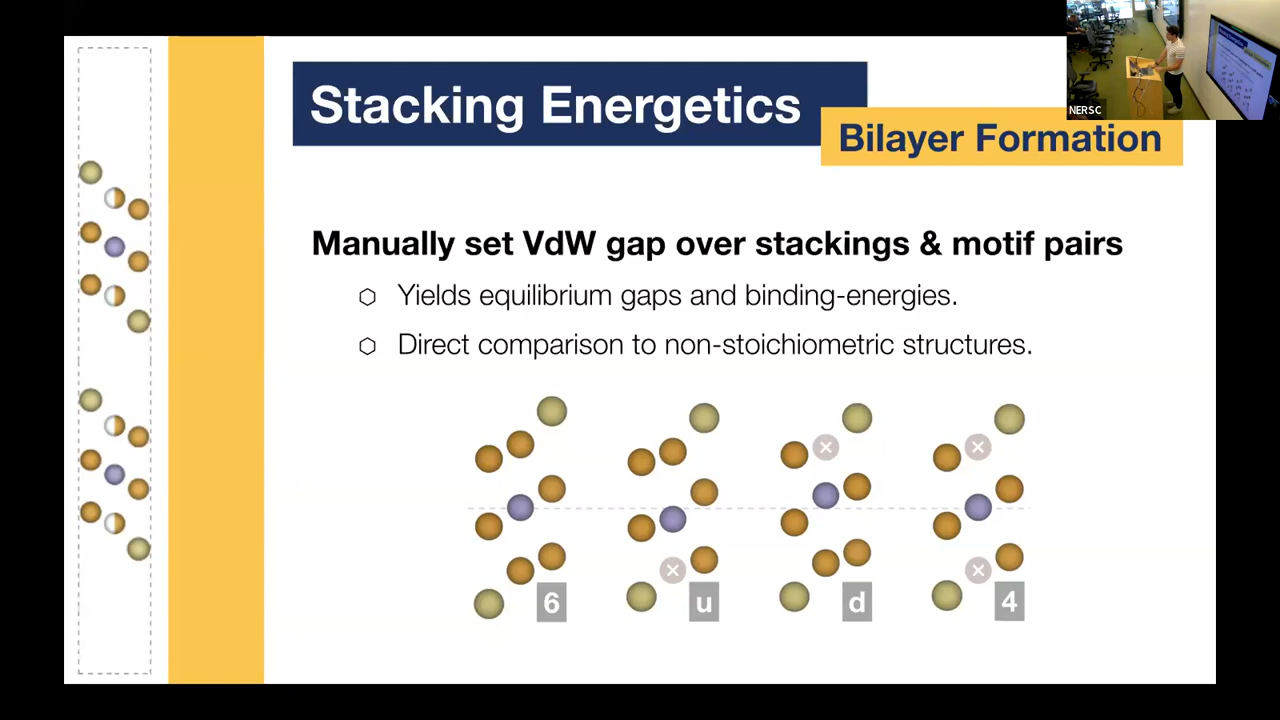 NERSC
Stacking Energetics
Bilayer Formation
Manually set VdW gap over stackings & motif pairs
Yields equilibrium gaps and binding-energies.
Direct comparison to non-stoichiometric structures.
6 u d 4